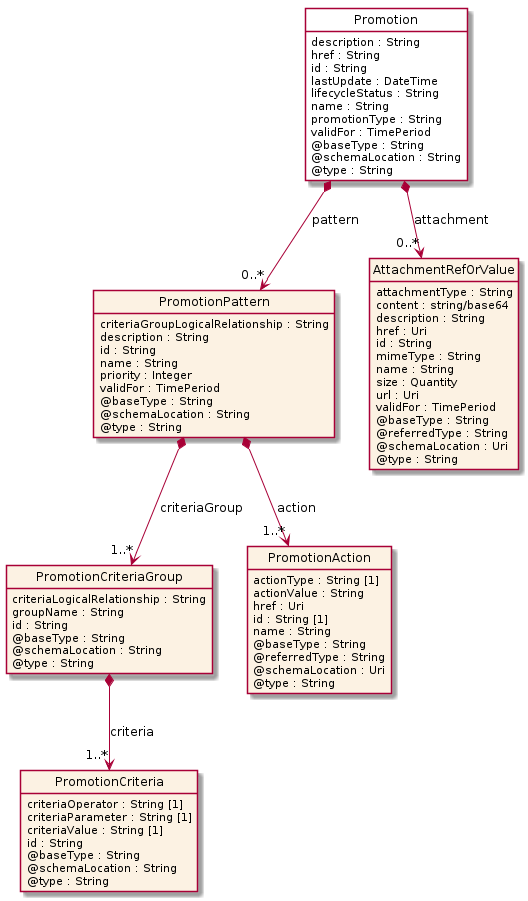 Promotion
description : String
href : String
id : String
lastUpdate : DateTime
lifecycleStatus : String
name : String
promotionType : String
validFor : TimePeriod
@baseType : String
@schemaLocation : String
@type : String
pattern
attachment
0..*
0..*
AttachmentRefOrValue
attachmentType : String
content : string/base64
description : String
href : Uri
id : String
mimeType : String
name : String
size : Quantity
url : Uri
validFor : TimePeriod
@baseType : String
@referredType : String
@schemaLocation : Uri
@type : String
PromotionPattern
criteriaGroupLogicalRelationship : String
description : String
id : String
name : String
priority : Integer
validFor : TimePeriod
@baseType : String
@schemaLocation : String
@type : String
criteriaGroup
action
1..*
1..*
PromotionCriteriaGroup
criteriaLogicalRelationship : String
groupName : String
id : String
@baseType : String
@schemaLocation : String
@type : String
PromotionAction
actionType : String [1]
actionValue : String
href : Uri
id : String [1]
name : String
@baseType : String
@referredType : String
@schemaLocation : Uri
@type : String
criteria
1..*
PromotionCriteria
criteriaOperator : String [1]
criteriaParameter : String [1]
criteriaValue : String [1]
id : String
@baseType : String
@schemaLocation : String
@type : String